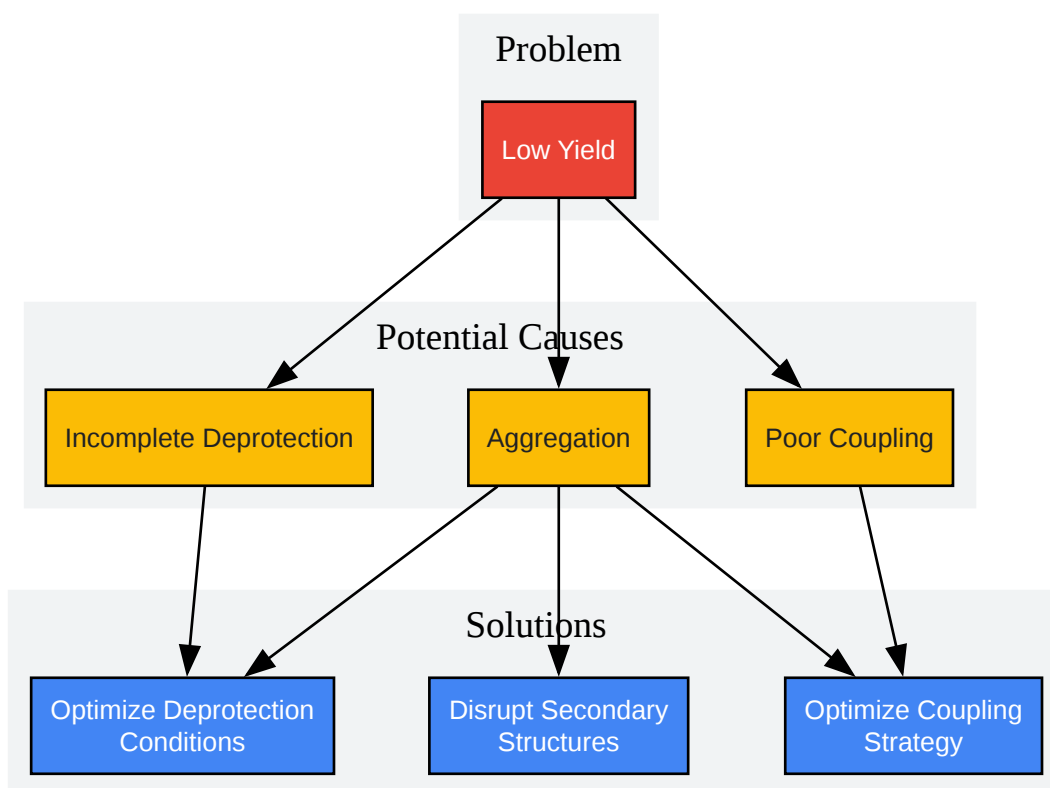 Problem
Low Yield
Potential Causes
Incomplete Deprotection
Aggregation
Poor Coupling
Solutions
Optimize Deprotection
Conditions
Disrupt Secondary
Structures
Optimize Coupling
Strategy